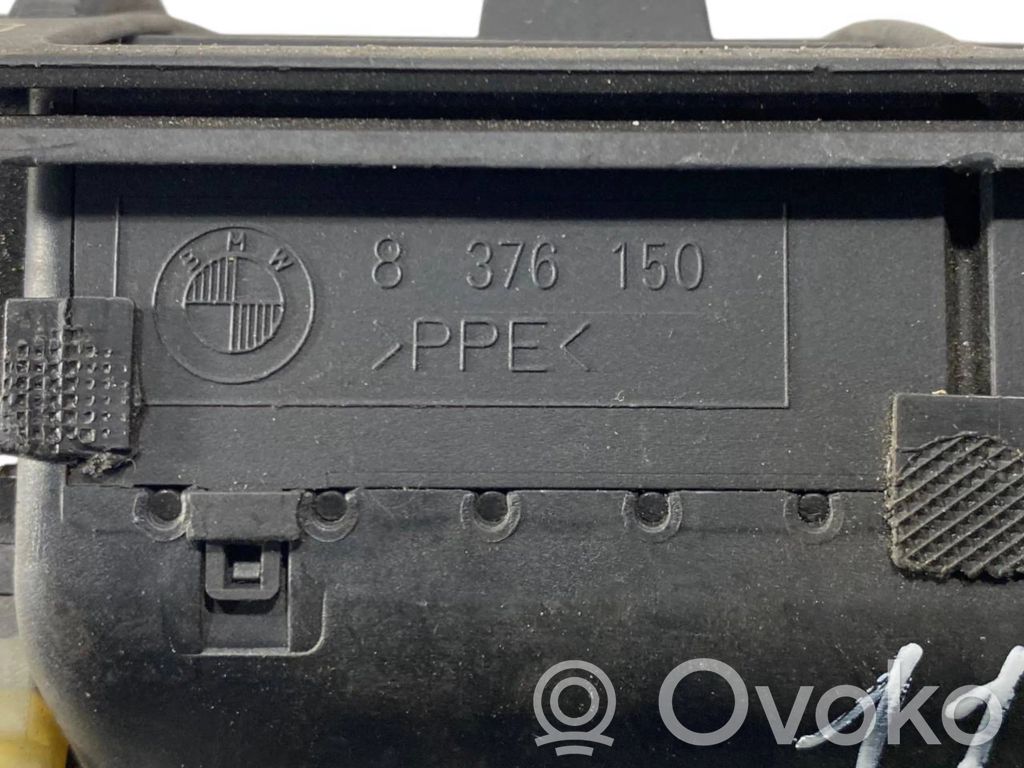 BMW
8 376 150
>PPE<
Ovoko